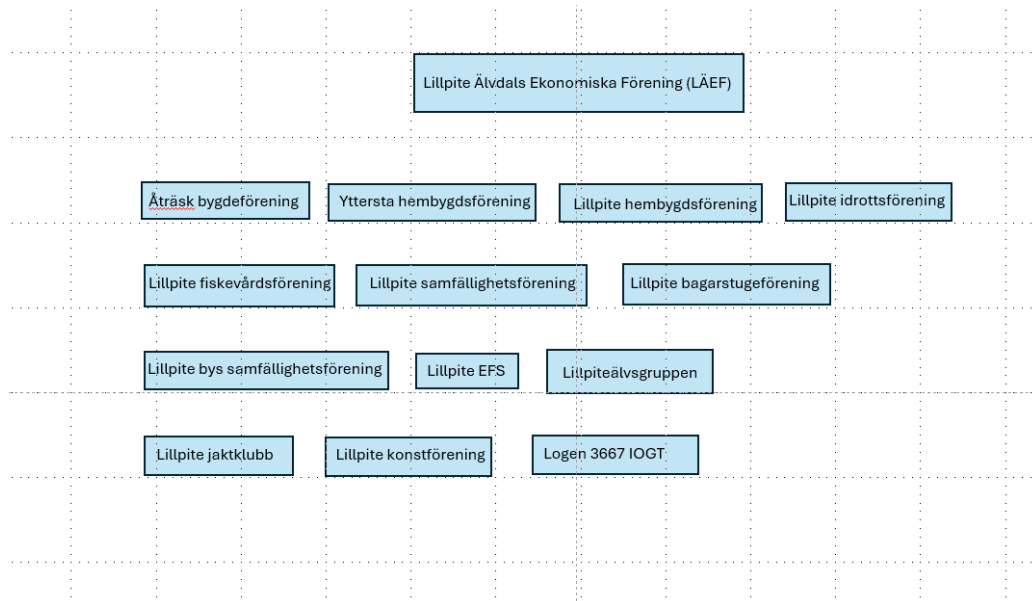 Lillpite Älvdals Ekonomiska Förening (LÄEF)
Åträsk bygdeförening
Yttersta hembygdsförening
Lillpite hembygdsförening
Lillpite idrottsförening
Lillpite fiskevårdsförening
Lillpite samfällighetsförening
Lillpite bagarstugeförening
Lillpite bys samfällighetsförening
Lillpite EFS
Lillpiteälvsgruppen
Lillpite jaktklubb
Lillpite konstförening
Logen 3667 IOGT